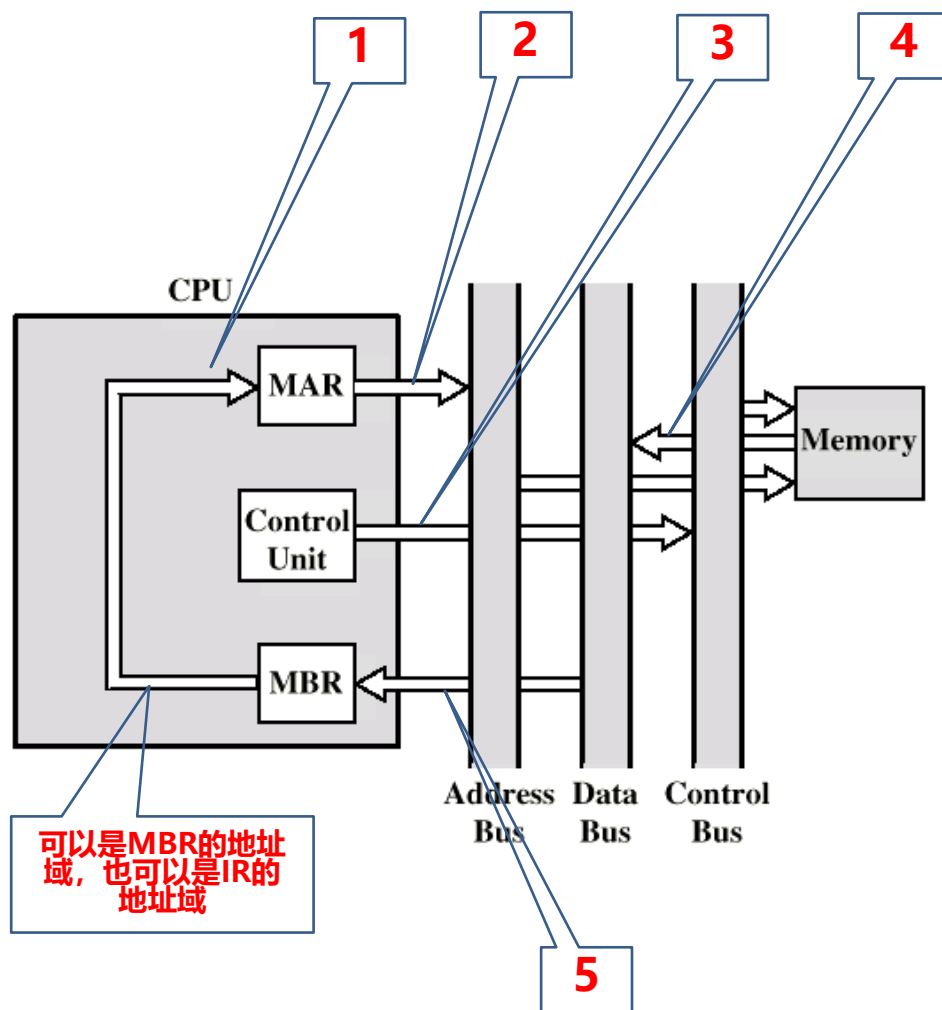 1
2
3
4
CPU
MAR
Memory
Control
Unit
MBR
Address
Bus
Data
Bus
Control
Bus
可以是MBR的地址
域，也可以是IR的
地址域
5